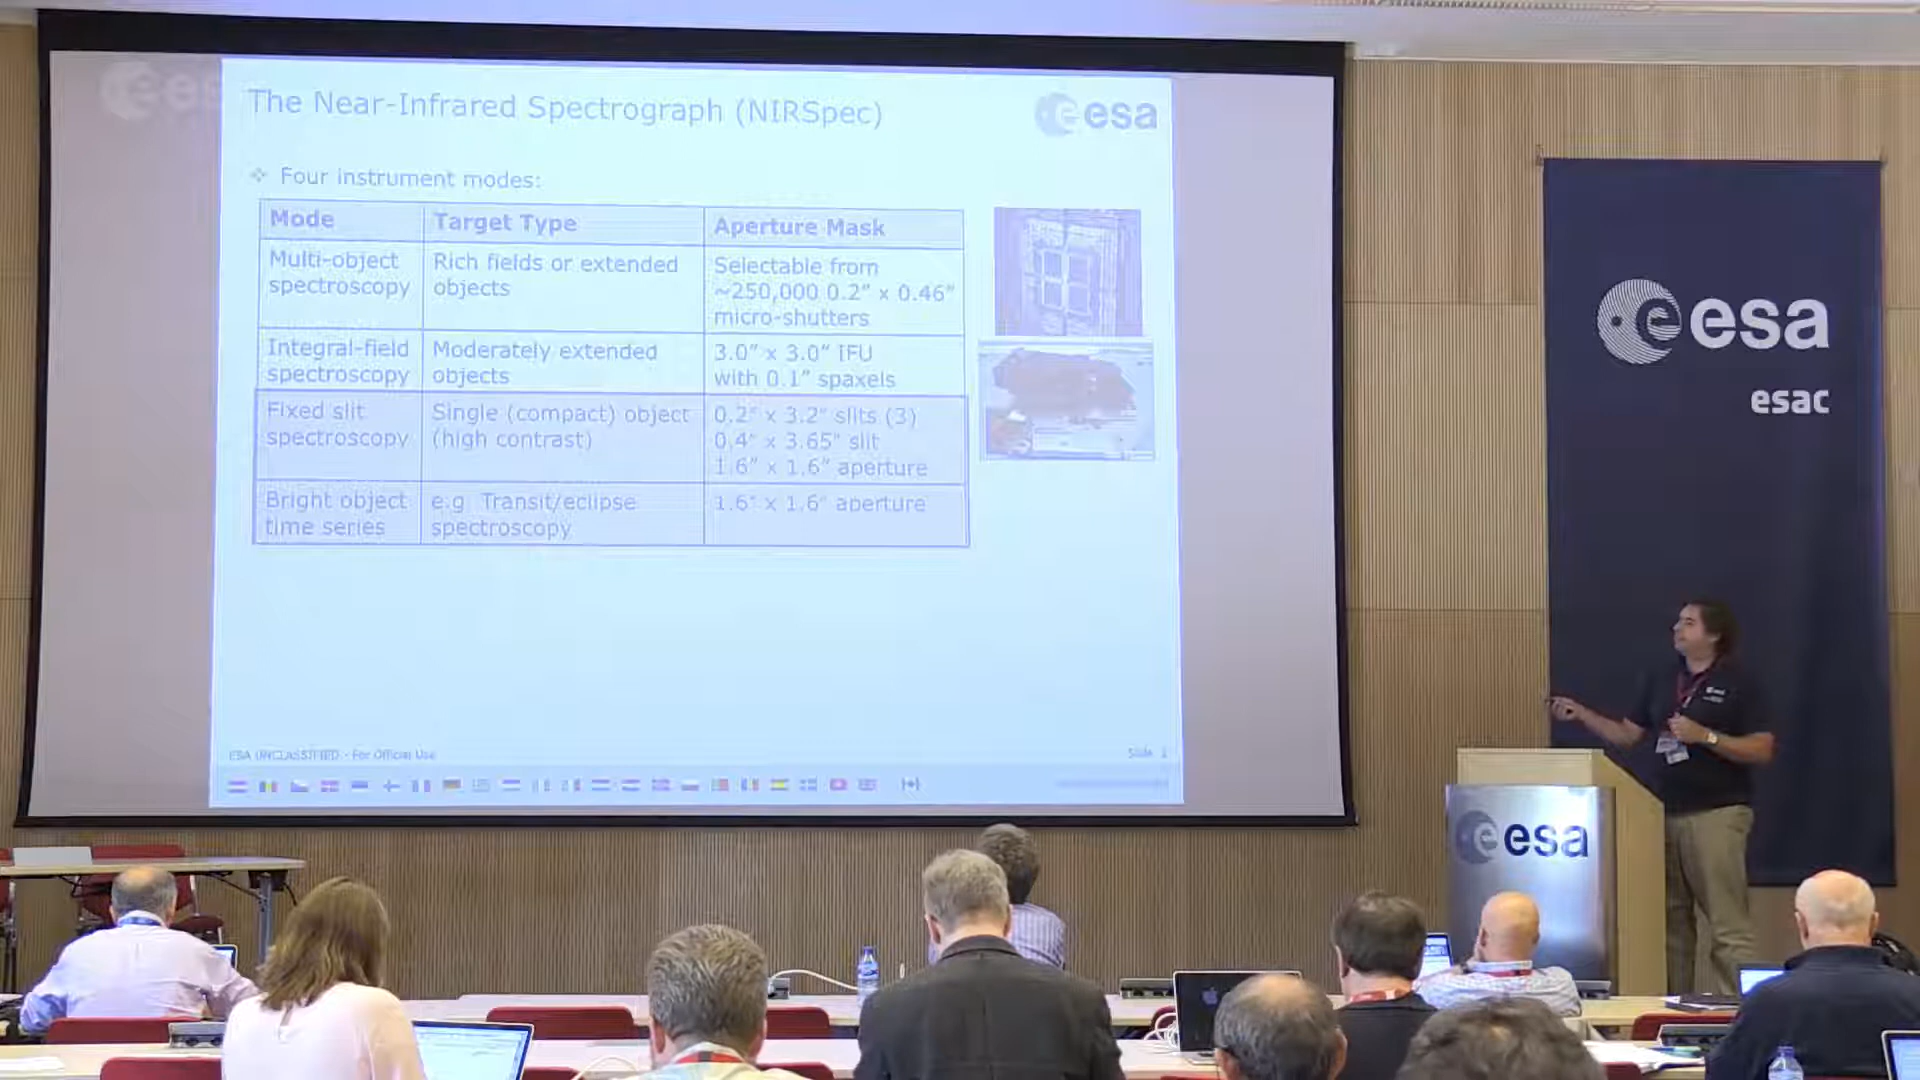 esa
The Near-Infrared Spectrograph (NIRSpec)
esa
Four instrument modes:
Mode
Target Type
Aperture Mask
Multi-object
spectroscopy
Rich fields or extended
objects
Selectable from
~250,000 0.2" x 0.46"
micro-shutters
Integral-field
spectroscopy
Moderately extended
objects
3.0" x 3.0" IFU
with 0.1" spaxels
Fixed slit
spectroscopy
Single (compact) object
(high contrast)
0.2" x 3.2" slits (3)
0.4" x 3.65" slit
1.6" x 1.6" aperture
Bright object
time series
e.g Transit/eclipse
spectroscopy
1.6" x 1.6" aperture
ESA UNCLASSIFIED - For Official Use
Slide
esa
esac
esa